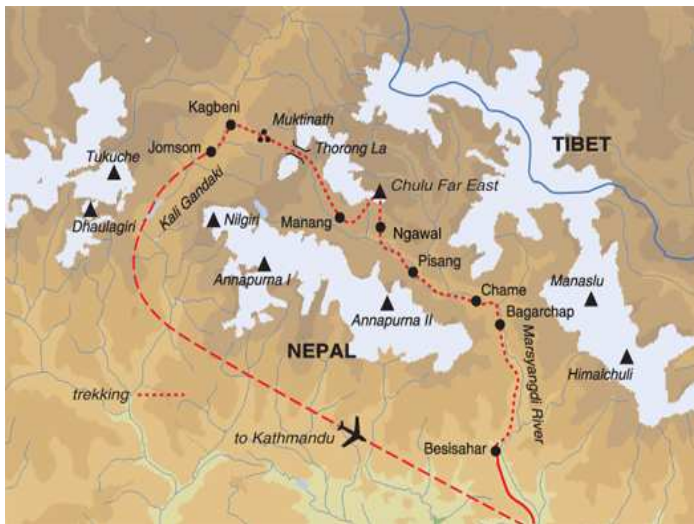 Kagbeni
Muktinath
TIBET
Jomsom
Thorong La
Tukuche
Chulu Far East
Kali Gandaki
Dhaulagiri
Nilgiri
Manang
Ngawal
Pisang
Annapurna I
Chame
Manaslu
Annapurna II
Bagarchap
NEPAL
Marsyangdi River
Himalchuli
trekking
to Kathmandu
Besisahar